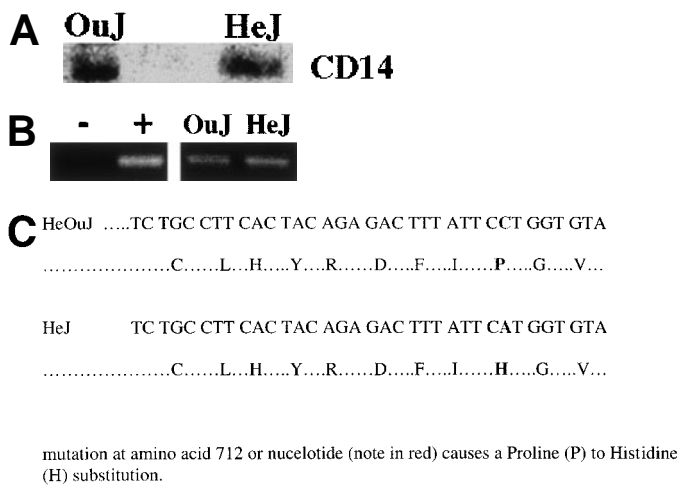 A OuJ HeJ
CD14
B - + OuJ HeJ
C HeOuJ .....TC TGC CTT CAC TAC AGA GAC TTT ATT CCT GGT GTA
.....................C......L...H....Y....R......D.....F....I......P.....G.....V...
HeJ TC TGC CTT CAC TAC AGA GAC TTT ATT CAT GGT GTA
.....................C......L...H....Y....R......D.....F....I......H.....G.....V...
mutation at amino acid 712 or nucelotide (note in red) causes a Proline (P) to Histidine
(H) substitution.